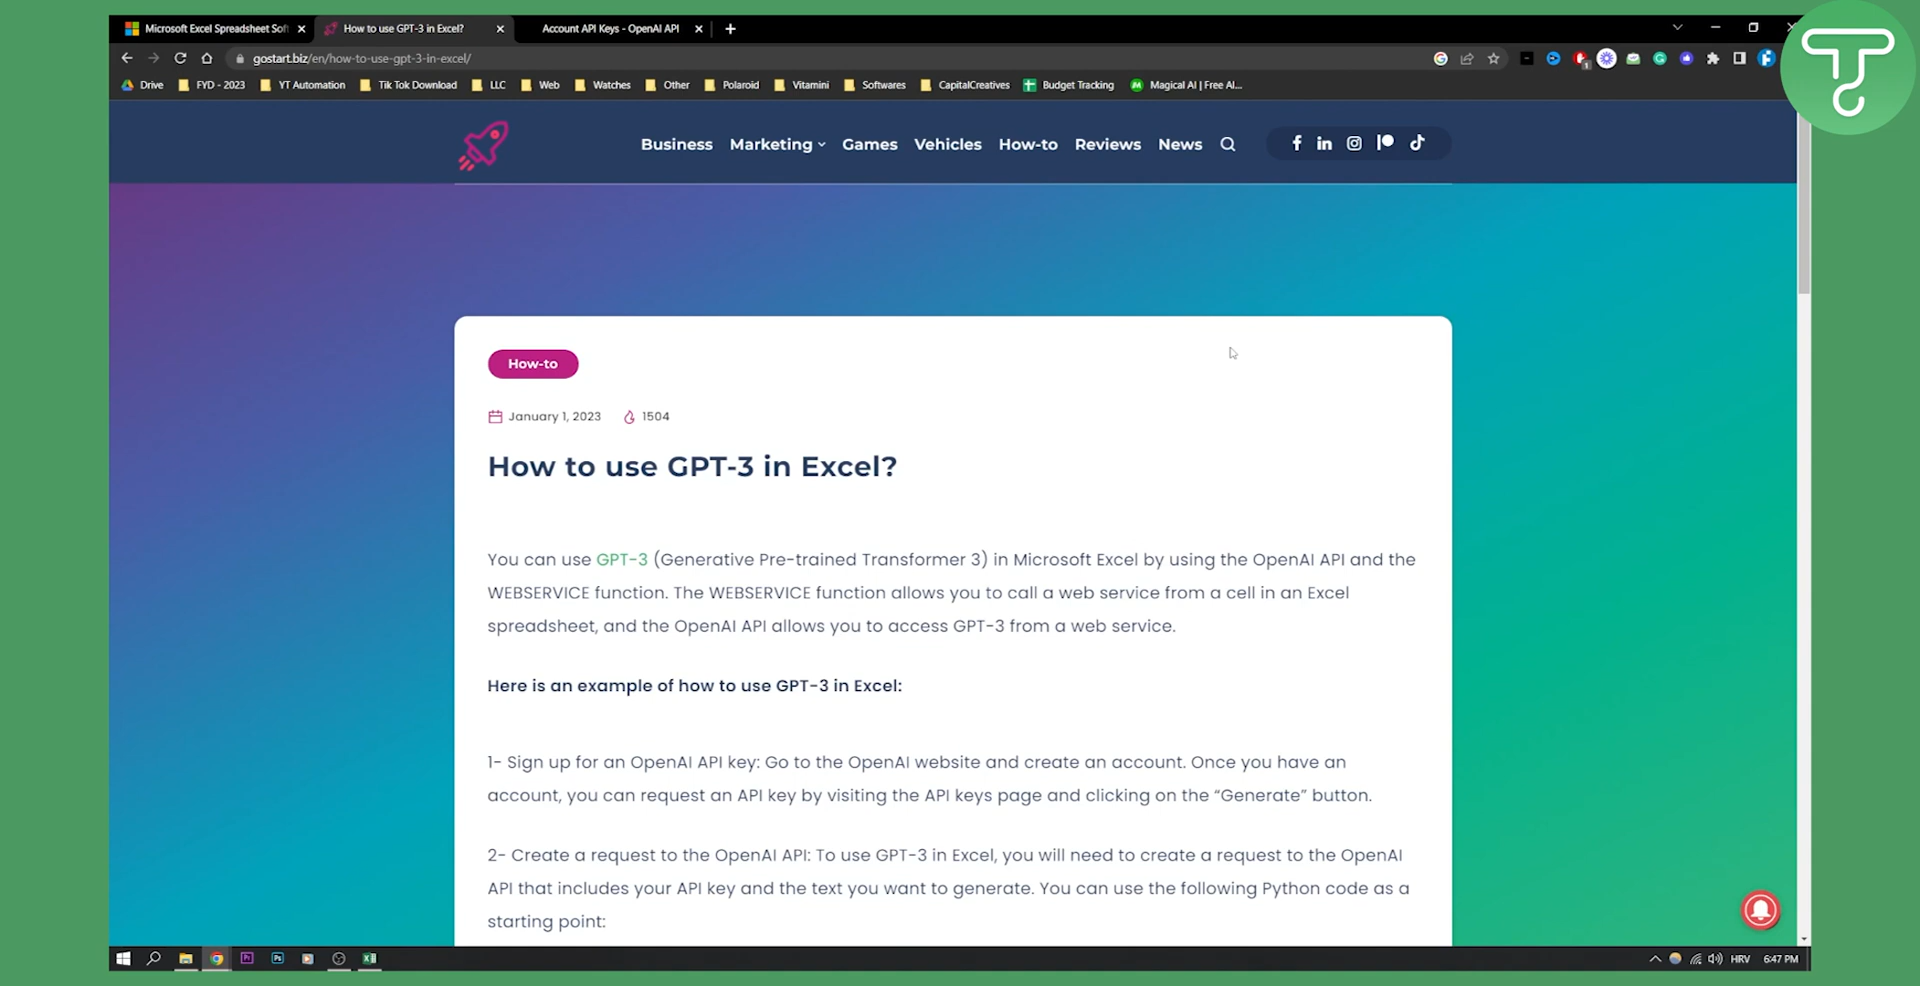 Microsoft Excel Spreadsheet Sof
How to use GPT-3 in Excel?
Account API Keys - OpenAI API
gostart.biz/en/how-to-use-gpt-3-in-excel/
Drive
FYD - 2023
YT Automation
Tik Tok Download
LLC
Web
Watches
Other
Polaroid
Vitamini
Softwares
CapitalCreatives
Budget Tracking
Magical AI | Free AI...
Business
Marketing
Games
Vehicles
How-to
Reviews
News
How-to
January 1, 2023
1504
How to use GPT-3 in Excel?
You can use GPT-3 (Generative Pre-trained Transformer 3) in Microsoft Excel by using the OpenAI API and the
WEBSERVICE function. The WEBSERVICE function allows you to call a web service from a cell in an Excel
spreadsheet, and the OpenAI API allows you to access GPT-3 from a web service.
Here is an example of how to use GPT-3 in Excel:
1- Sign up for an OpenAI API key: Go to the OpenAI website and create an account. Once you have an
account, you can request an API key by visiting the API keys page and clicking on the “Generate” button.
2- Create a request to the OpenAI API: To use GPT-3 in Excel, you will need to create a request to the OpenAI
API that includes your API key and the text you want to generate. You can use the following Python code as a
starting point:
HRV
6:47 PM